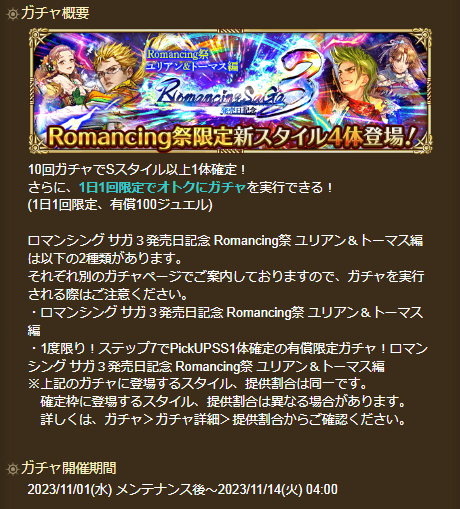 ガチャ概要
Romancing祭
ユリアン&トーマス編
Romancing SaGa 3
発売日記念
Romancing祭限定新スタイル4体登場！
10回ガチャでSスタイル以上1体確定！
さらに、1日1回限定でオトクにガチャを実行できる！
(1日1回限定、有償100ジュエル)
ロマンシング サガ３発売日記念 Romancing祭 ユリアン＆トーマス編
は以下の2種類があります。
それぞれ別のガチャページでご案内しておりますので、ガチャを実行
される際はご注意ください。
・ロマンシング サガ３発売日記念 Romancing祭 ユリアン＆トーマス
編
・1度限り！ステップ7でPickUPSS1体確定の有償限定ガチャ！ロマン
シング サガ３発売日記念 Romancing祭 ユリアン＆トーマス編
※上記のガチャに登場するスタイル、提供割合は同一です。
確定枠に登場するスタイル、提供割合は異なる場合があります。
詳しくは、ガチャ＞ガチャ詳細＞提供割合からご確認ください。
ガチャ開催期間
2023/11/01(水) メンテナンス後～2023/11/14(火) 04:00